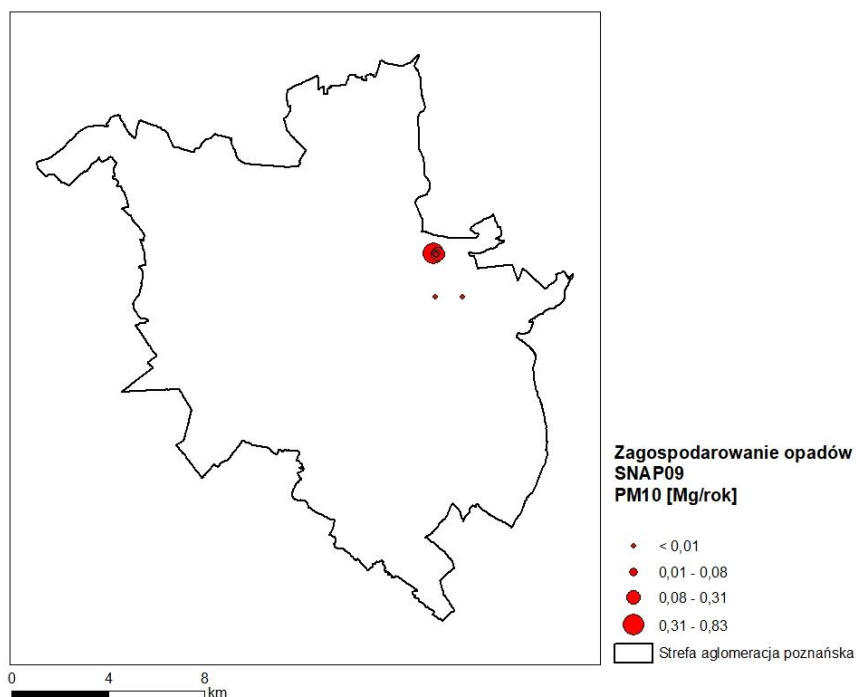 Zagospodarowanie opadów
SNAP09
PM10 [Mg/rok]
< 0,01
0,01 - 0,08
0,08 - 0,31
0,31 - 0,83
Strefa aglomeracja poznańska
0 4 8
km